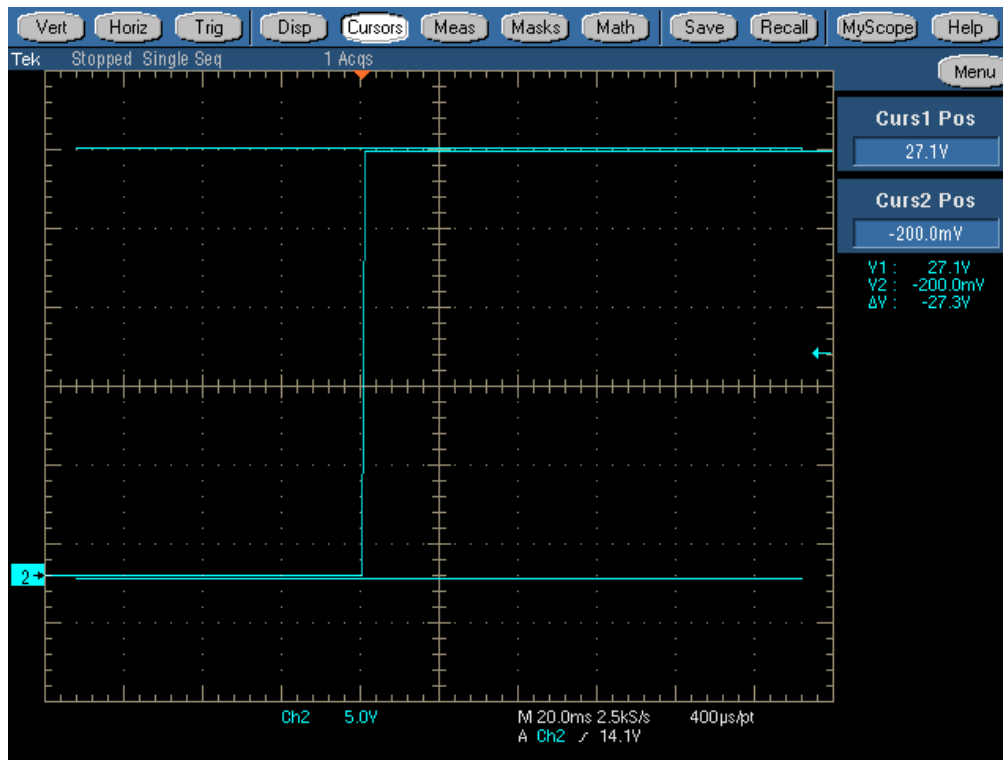 Vert Horiz Trig Disp Cursors Meas Masks Math Save Recall MyScope Help
Tek Stopped Single Seq 1 Acqs
Menu
Curs1 Pos
27.1V
Curs2 Pos
-200.0mV
V1 : 27.1V
V2 : -200.0mV
ΔV : -27.3V
2
Ch2 5.0V M 20.0ms 2.5kS/s 400µs/pt
A Ch2 14.1V